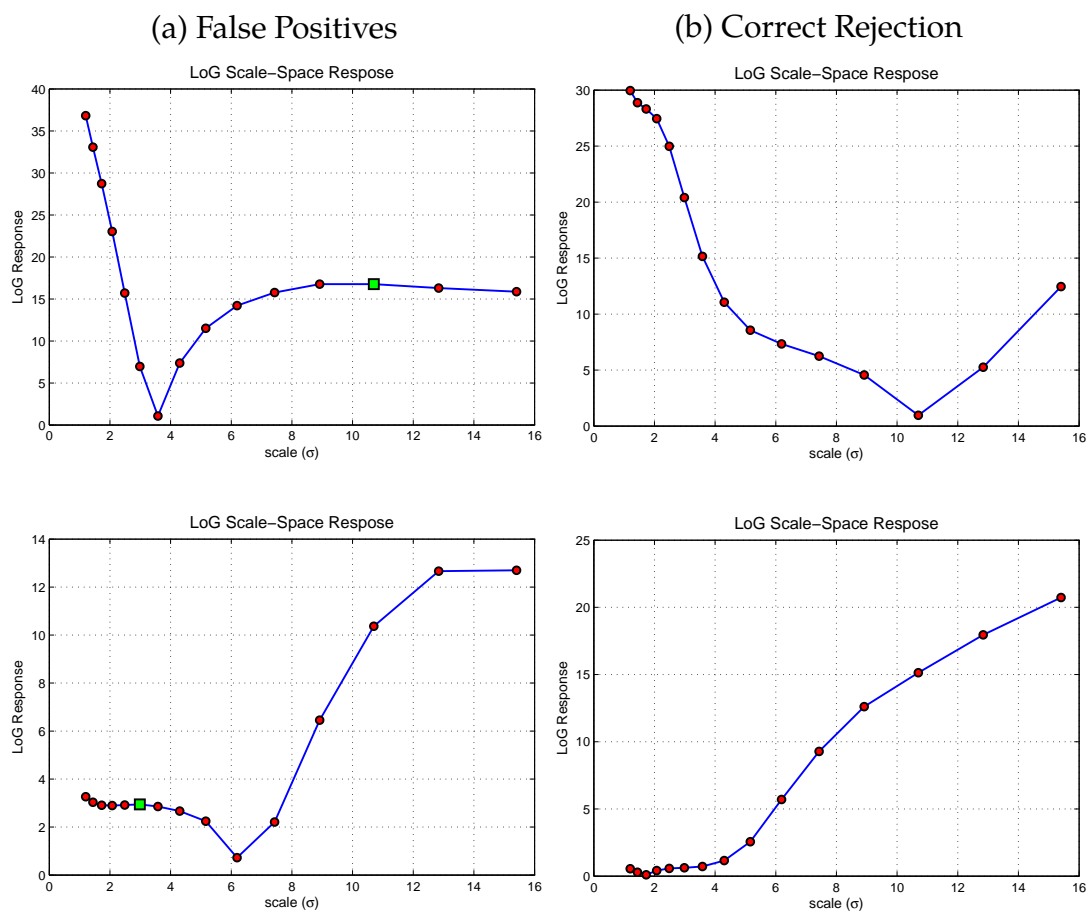 (a) False Positives
(b) Correct Rejection
LoG Scale−Space Respose
40
35
30
25
20
15
10
5
0
LoG Response
0 2 4 6 8 10 12 14 16
scale (σ)
LoG Scale−Space Respose
30
25
20
15
10
5
0
LoG Response
0 2 4 6 8 10 12 14 16
scale (σ)
LoG Scale−Space Respose
14
12
10
8
6
4
2
0
LoG Response
0 2 4 6 8 10 12 14 16
scale (σ)
LoG Scale−Space Respose
25
20
15
10
5
0
LoG Response
0 2 4 6 8 10 12 14 16
scale (σ)